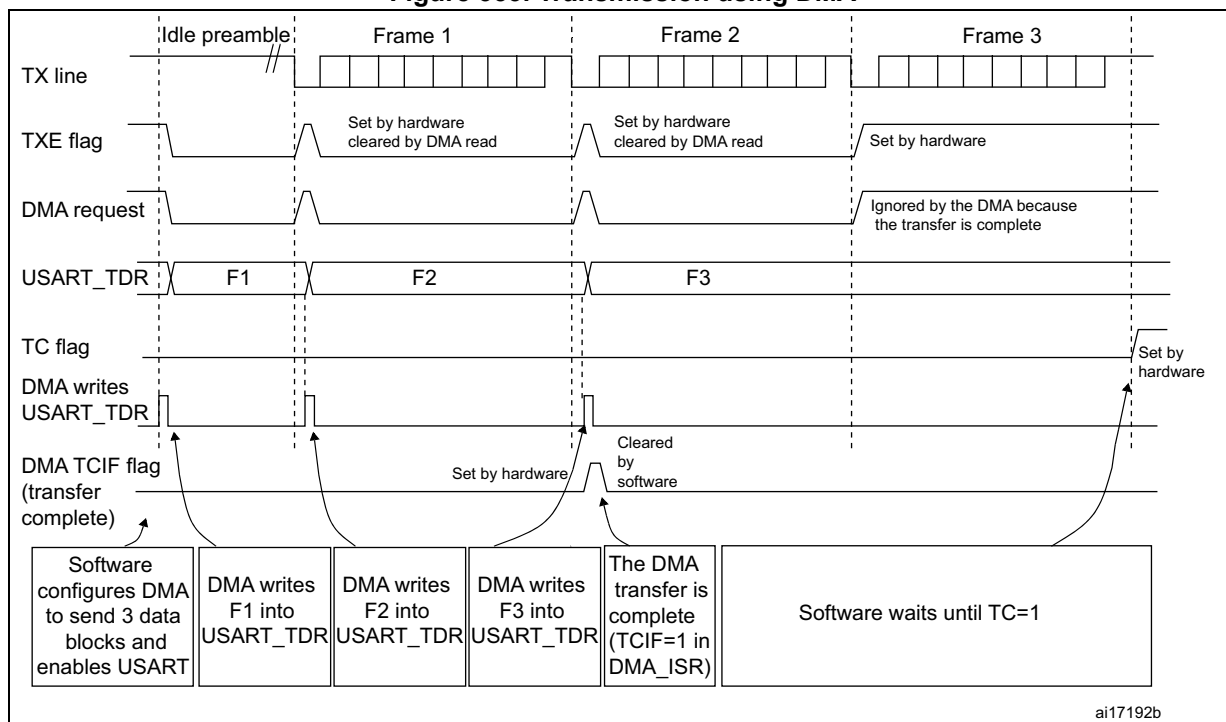 Idle preamble Frame 1 Frame 2 Frame 3
TX line
TXE flag
Set by hardware
cleared by DMA read
Set by hardware
cleared by DMA read
Set by hardware
DMA request
Ignored by the DMA because
the transfer is complete
USART_TDR F1 F2 F3
TC flag
Set by
hardware
DMA writes
USART_TDR
DMA TCIF flag
(transfer
complete)
Set by hardware
Cleared
by
software
Software
configures DMA
to send 3 data
blocks and
enables USART
DMA writes
F1 into
USART_TDR
DMA writes
F2 into
USART_TDR
DMA writes
F3 into
USART_TDR
The DMA
transfer is
complete
(TCIF=1 in
DMA_ISR)
Software waits until TC=1
ai17192b